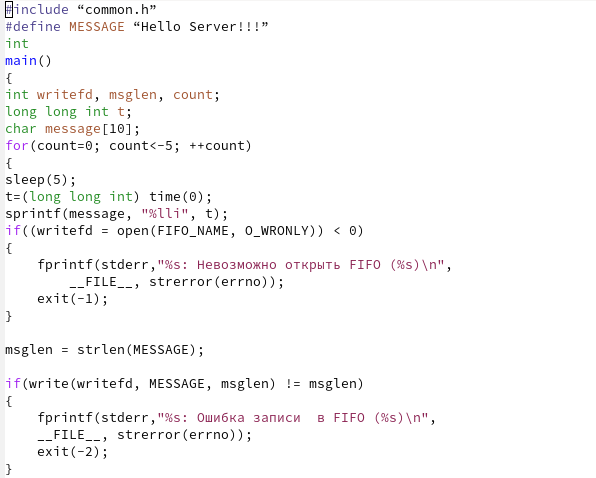 #include “common.h”
#define MESSAGE “Hello Server!!!”
int
main()
{
int writefd, msglen, count;
long long int t;
char message[10];
for(count=0; count<-5; ++count)
{
sleep(5);
t=(long long int) time(0);
sprintf(message, "%lli", t);
if((writefd = open(FIFO_NAME, O_WRONLY)) < 0)
{
    fprintf(stderr,"%s: Невозможно открыть FIFO (%s)\n",
        __FILE__, strerror(errno));
    exit(-1);
}

msglen = strlen(MESSAGE);

if(write(writefd, MESSAGE, msglen) != msglen)
{
    fprintf(stderr,"%s: Ошибка записи  в FIFO (%s)\n",
    __FILE__, strerror(errno));
    exit(-2);
}